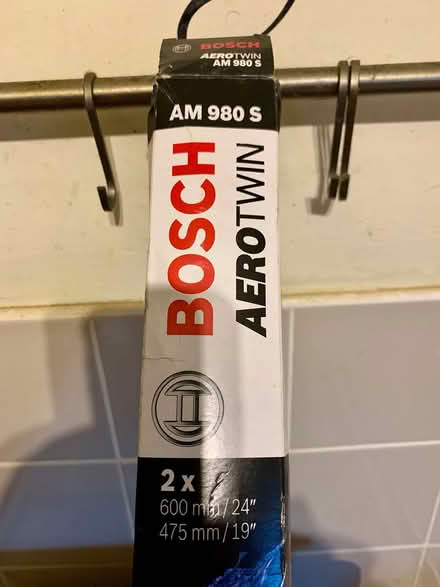 BOSCH
AEROTWIN
AM 980 S
AM 980 S
BOSCH
AEROTWIN
2 x
600 mm / 24"
475 mm / 19"